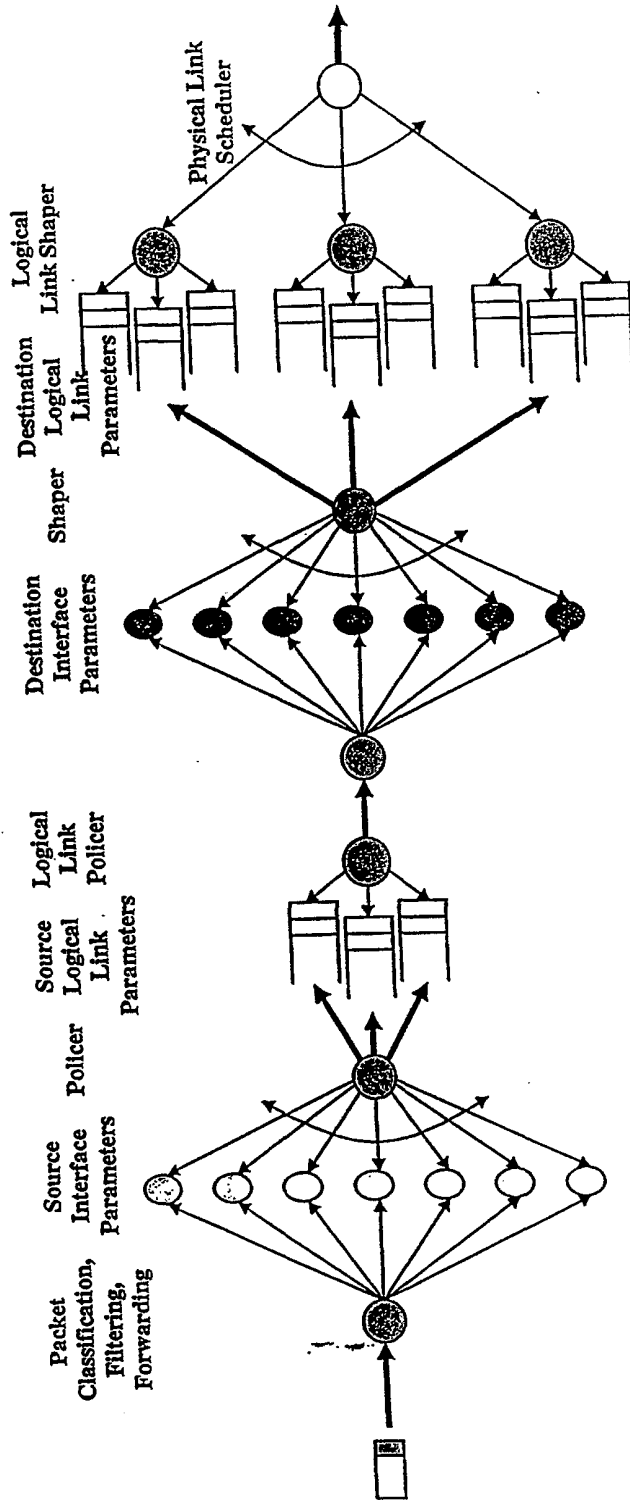 Packet
Classification,
Filtering,
Forwarding
Source
Interface
Parameters
Policer
Source
Logical
Link
Parameters
Logical
Link
Policer
Destination
Interface
Parameters
Shaper
Destination
Logical
Link
Parameters
Logical
Link Shaper
Physical Link
Scheduler